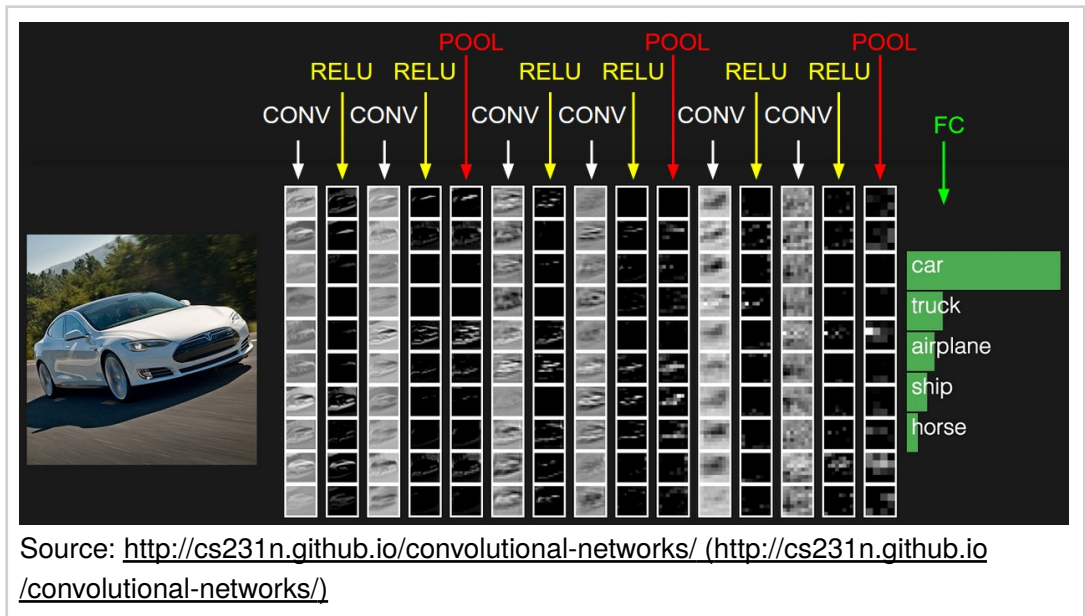 POOL POOL POOL
RELU RELU RELU RELU RELU RELU
CONV CONV CONV CONV CONV CONV
FC
car
truck
airplane
ship
horse
Source: http://cs231n.github.io/convolutional-networks/ (http://cs231n.github.io
/convolutional-networks/)